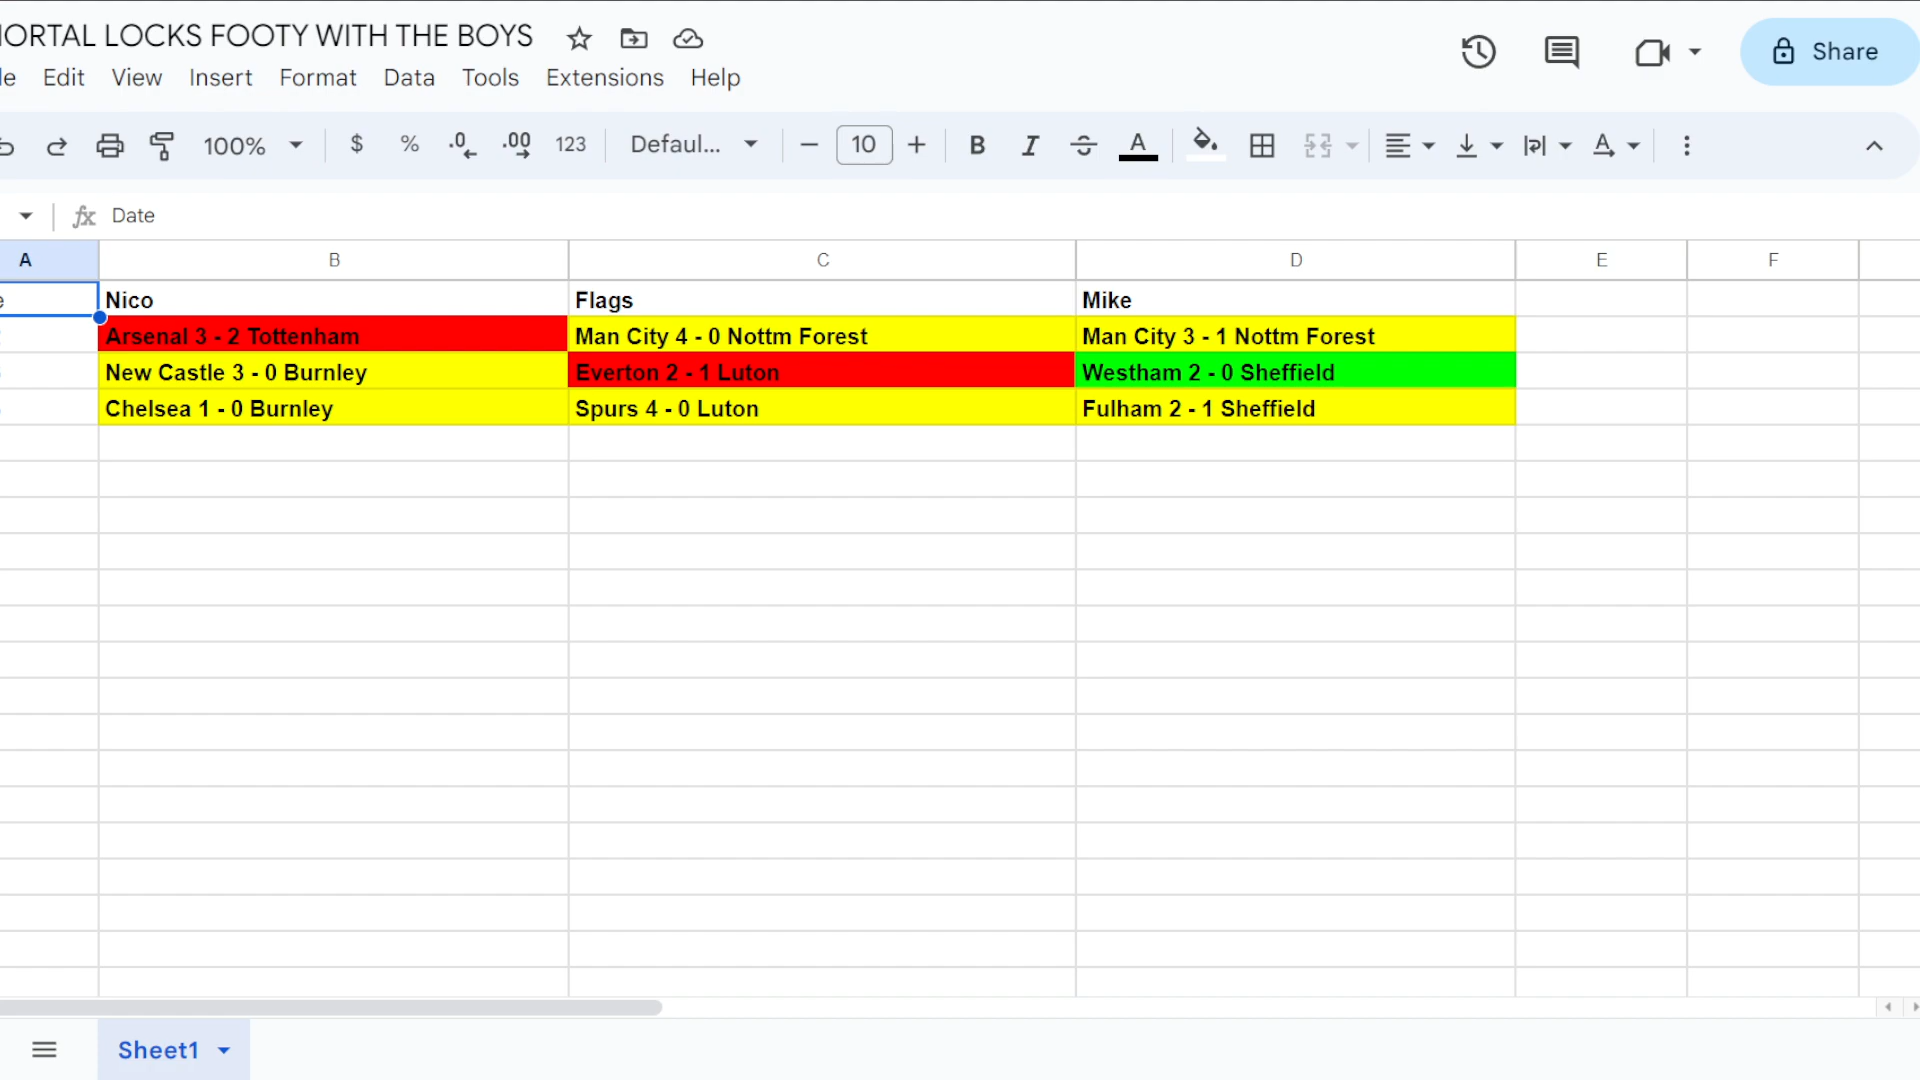 ORTAL LOCKS FOOTY WITH THE BOYS
Share
le Edit View Insert Format Data Tools Extensions Help
100% $ % .0 .00 123 Defaul... 10 B I A A
fx Date
A B C D E F
e Nico Flags Mike
Arsenal 3 - 2 Tottenham Man City 4 - 0 Nottm Forest Man City 3 - 1 Nottm Forest
New Castle 3 - 0 Burnley Everton 2 - 1 Luton Westham 2 - 0 Sheffield
Chelsea 1 - 0 Burnley Spurs 4 - 0 Luton Fulham 2 - 1 Sheffield
Sheet1